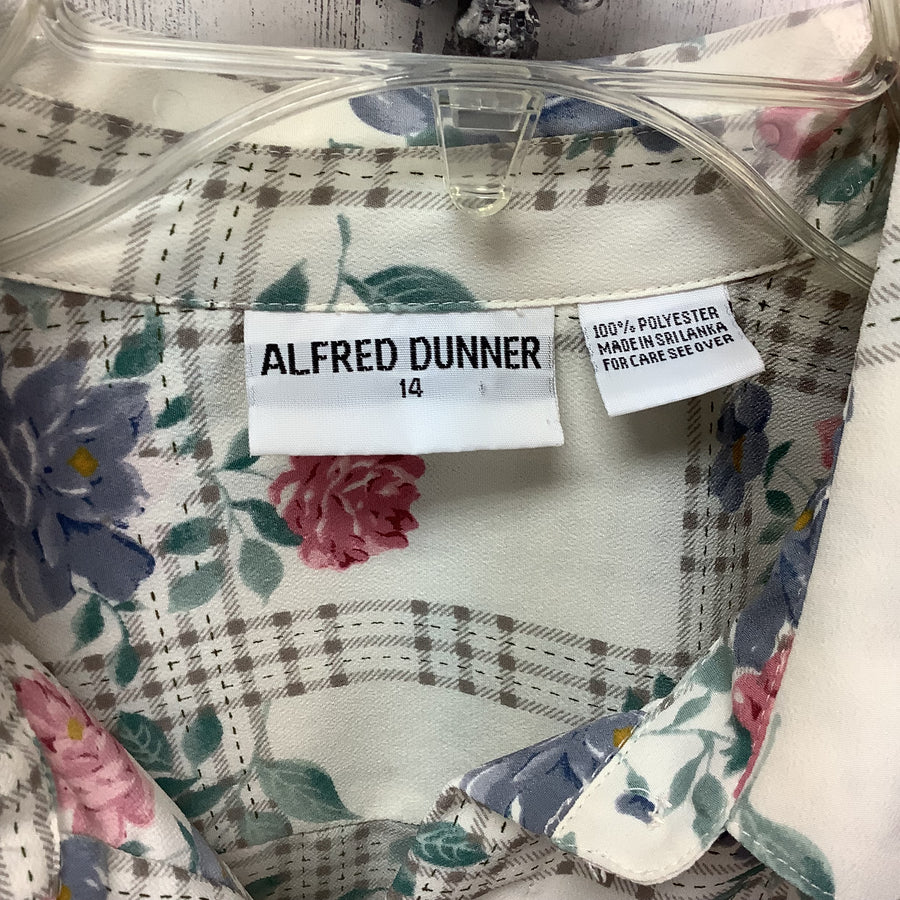 ALFRED DUNNER
14
100% POLYESTER
MADE IN SRI LANKA
FOR CARE SEE OVER